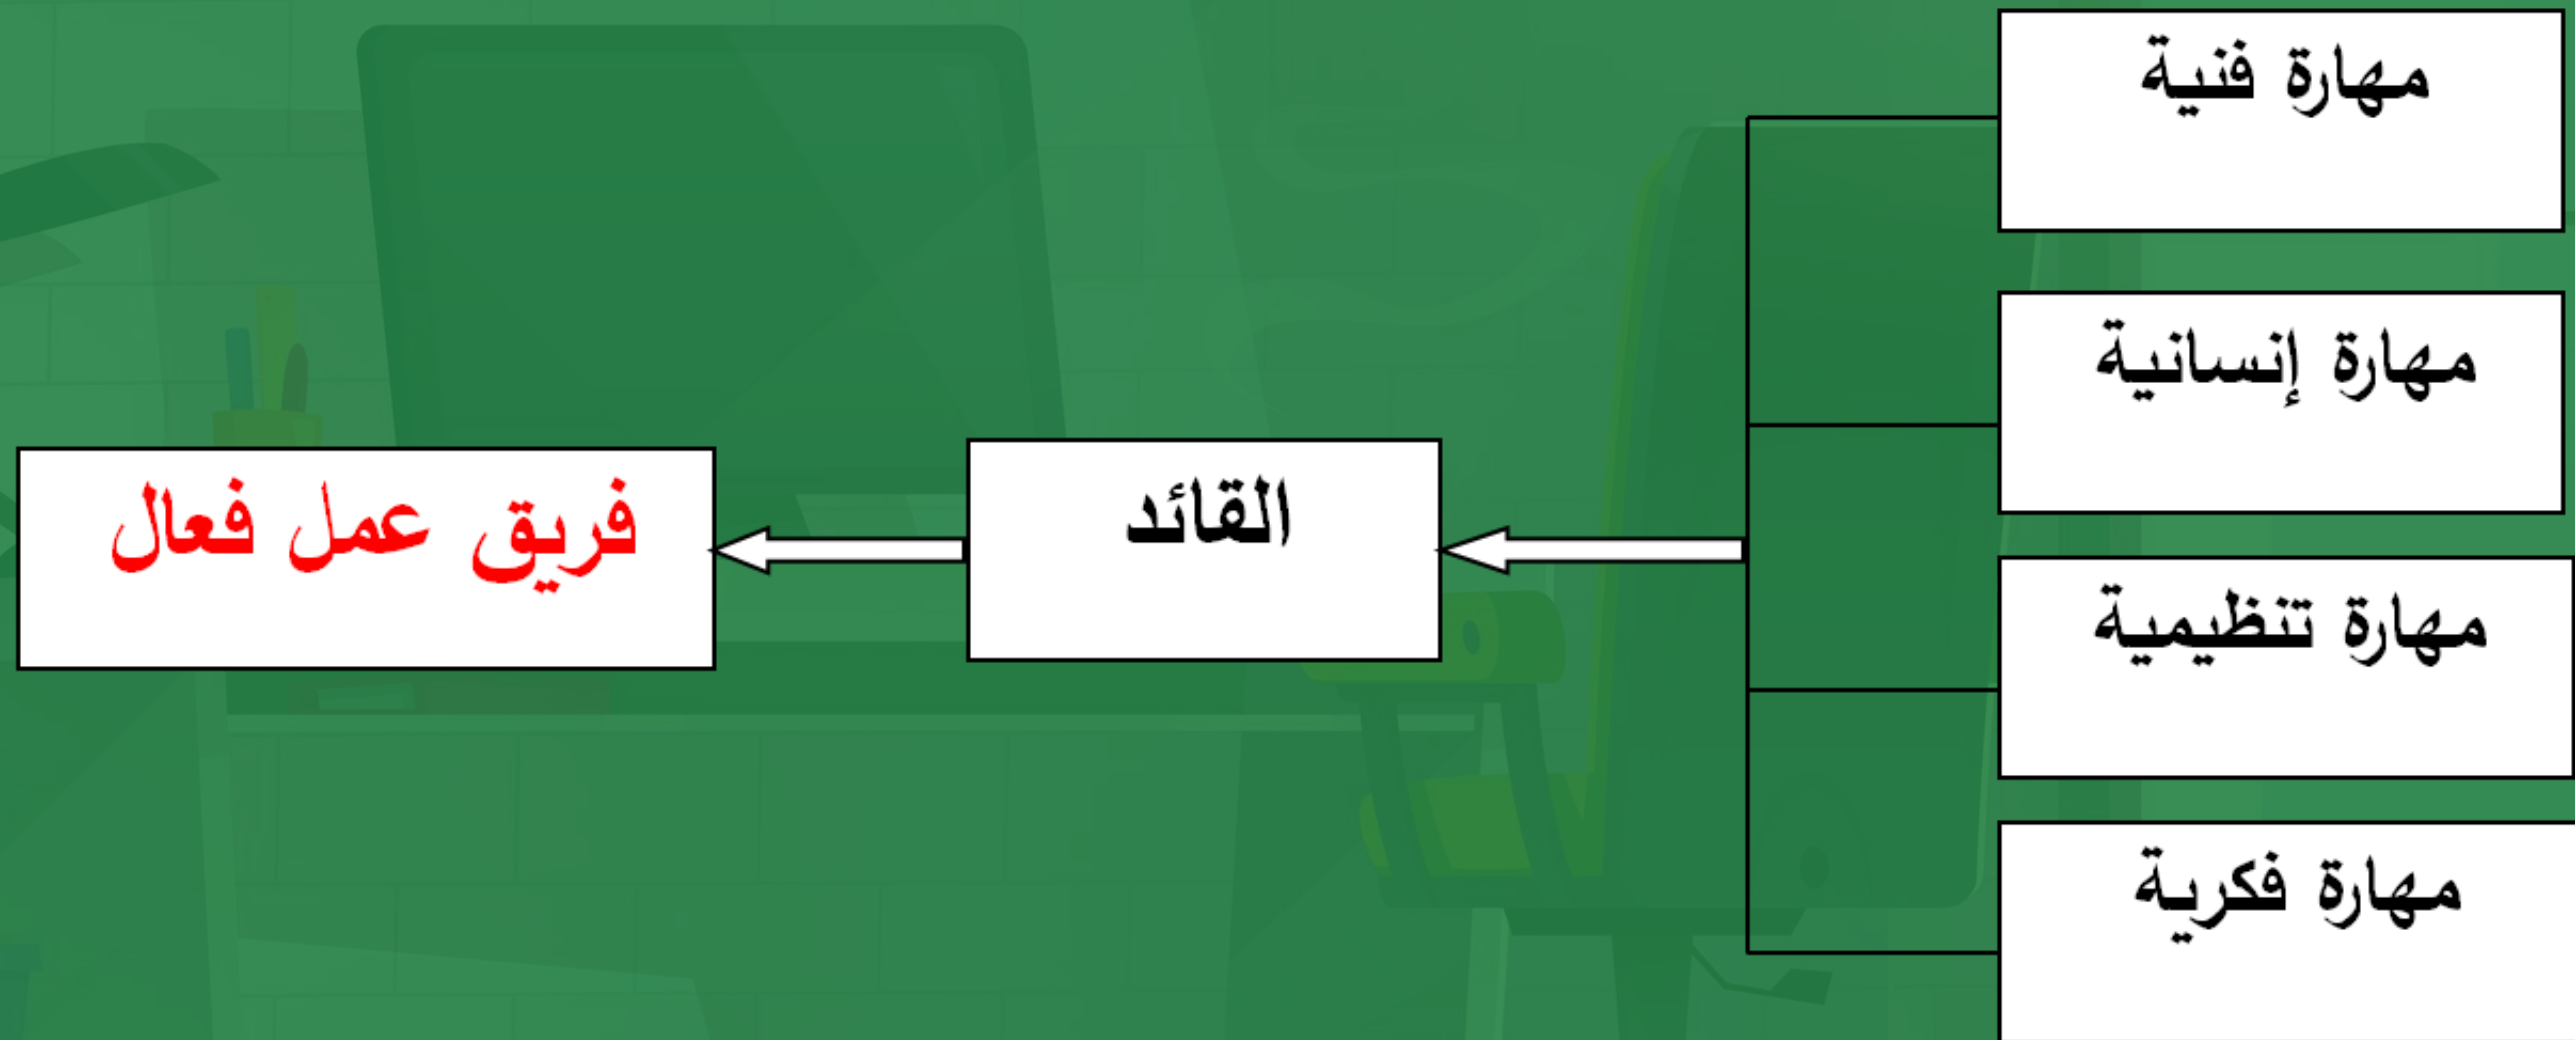 مهارة فنية
مهارة إنسانية
مهارة تنظيمية
مهارة فكرية
القائد
فريق عمل فعال